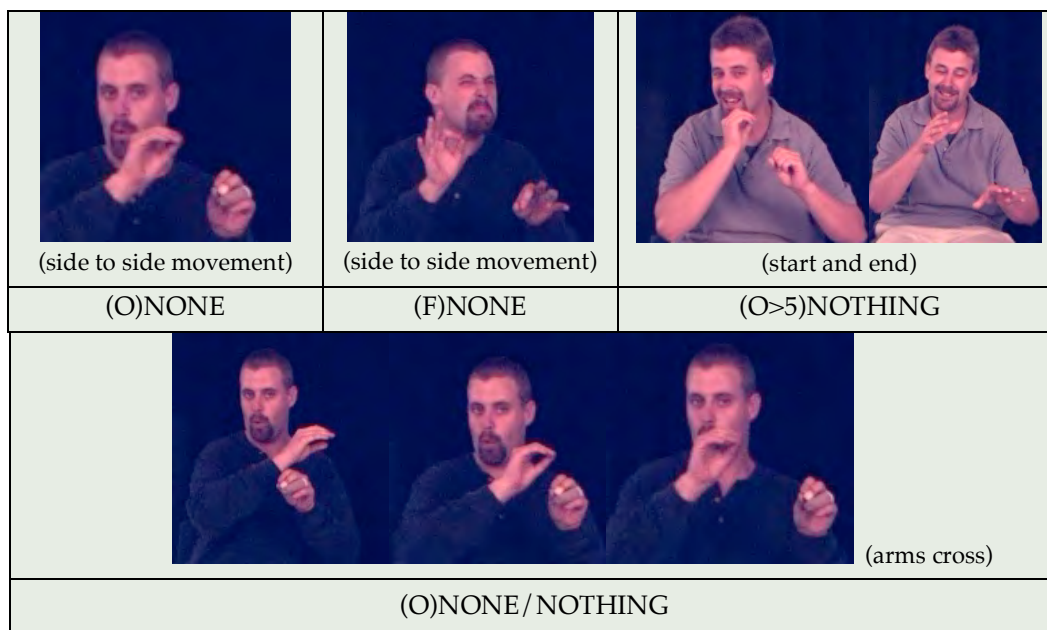 (side to side movement)
(side to side movement)
(start and end)
(O)NONE
(F)NONE
(O>5)NOTHING
(arms cross)
(O)NONE/NOTHING